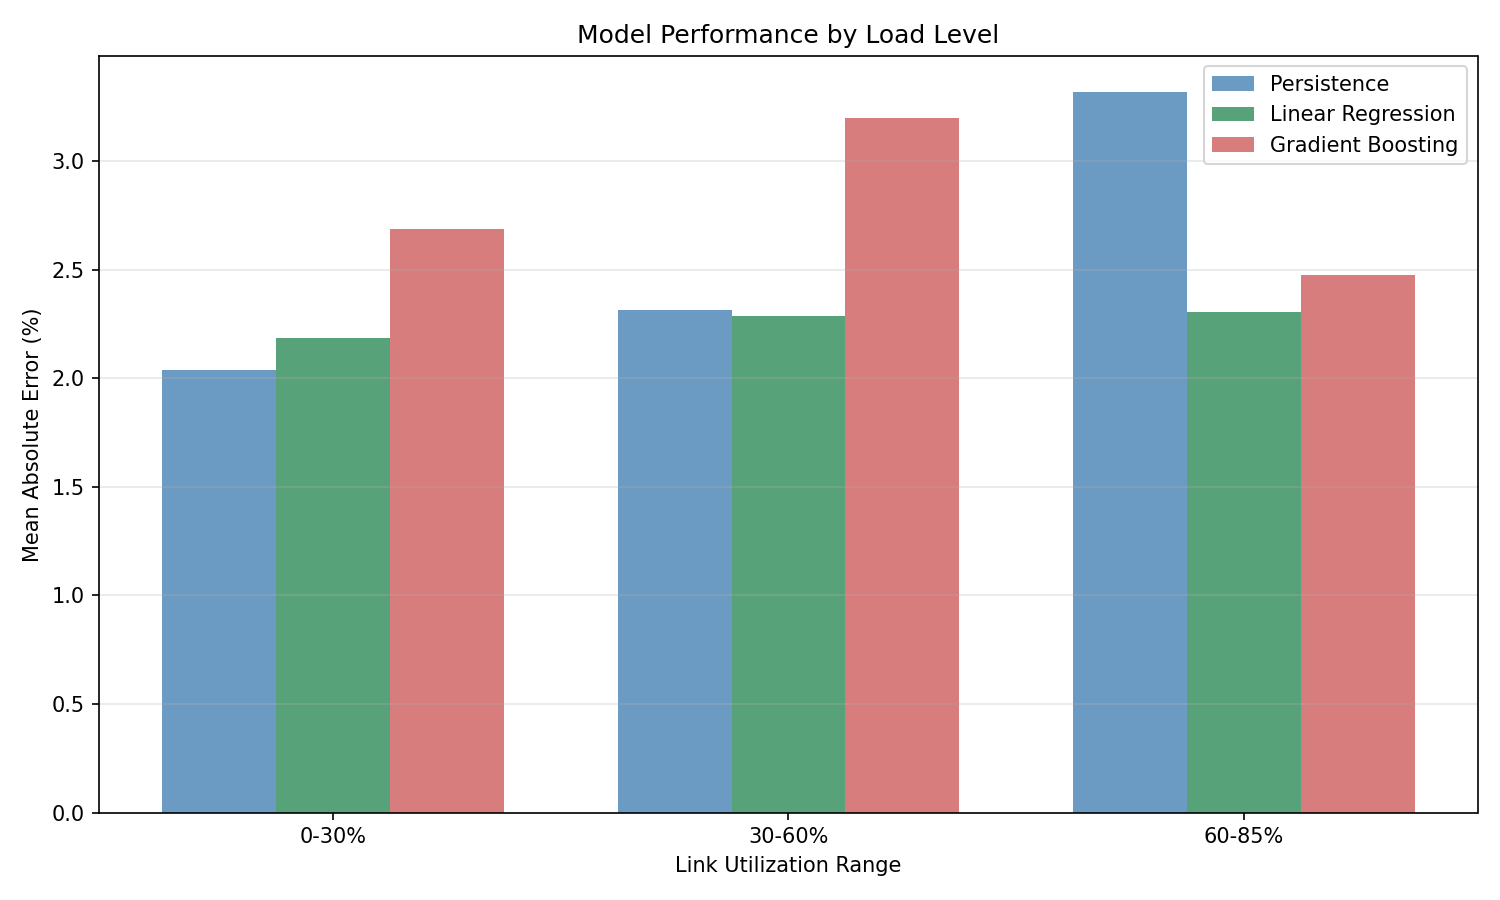 Model Performance by Load Level
Persistence
Linear Regression
Gradient Boosting
Mean Absolute Error (%)
3.0
2.5
2.0
1.5
1.0
0.5
0.0
0-30%
30-60%
60-85%
Link Utilization Range